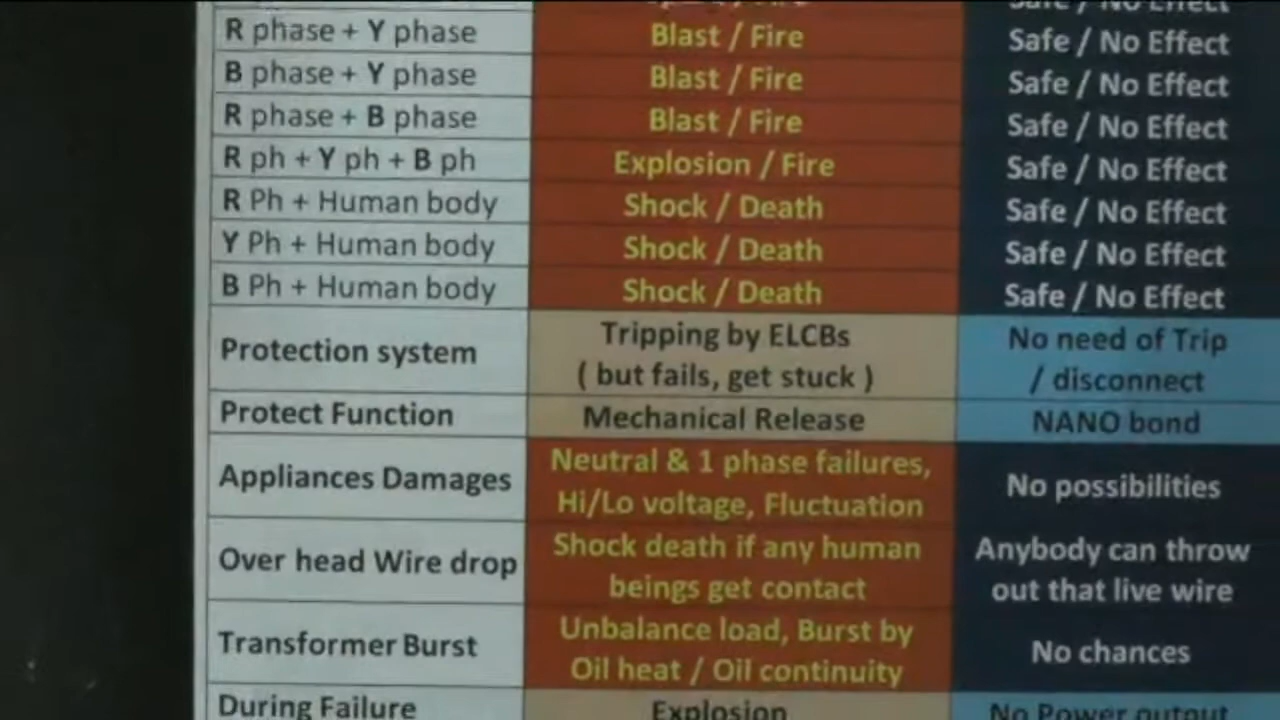 Safe / No Effect
R phase + Y phase
Blast / Fire
Safe / No Effect
B phase + Y phase
Blast / Fire
Safe / No Effect
R phase + B phase
Blast / Fire
Safe / No Effect
R ph + Y ph + B ph
Explosion / Fire
Safe / No Effect
R Ph + Human body
Shock / Death
Safe / No Effect
Y Ph + Human body
Shock / Death
Safe / No Effect
B Ph + Human body
Shock / Death
Safe / No Effect
Protection system
Tripping by ELCBs
( but fails, get stuck )
No need of Trip
/ disconnect
Protect Function
Mechanical Release
NANO bond
Appliances Damages
Neutral & 1 phase failures,
Hi/Lo voltage, Fluctuation
No possibilities
Over head Wire drop
Shock death if any human
beings get contact
Anybody can throw
out that live wire
Transformer Burst
Unbalance load, Burst by
Oil heat / Oil continuity
No chances
During Failure
Explosion
No Power output